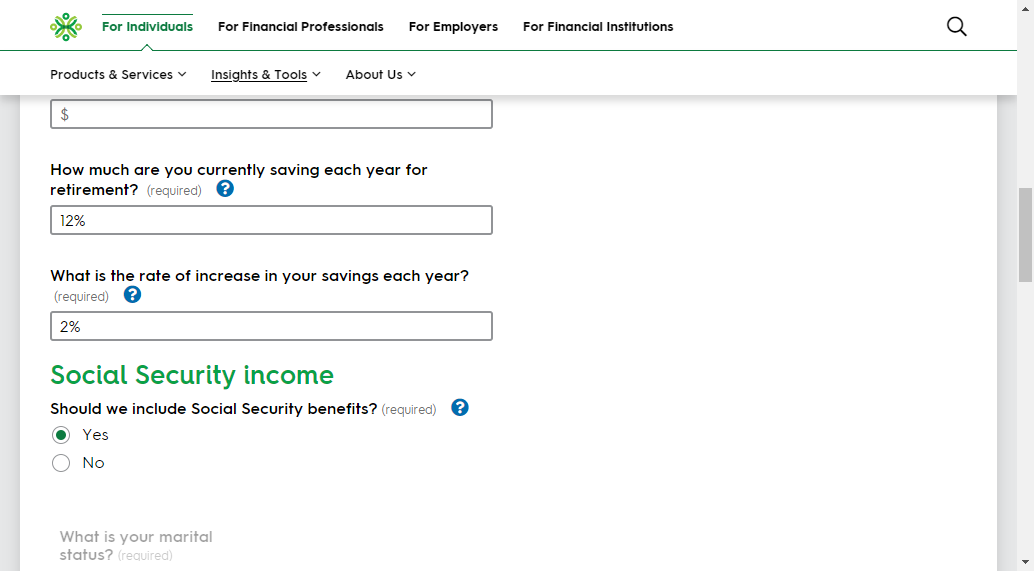 For Individuals For Financial Professionals For Employers For Financial Institutions
Products & Services Insights & Tools About Us
$
How much are you currently saving each year for
retirement? (required) ?
12%
What is the rate of increase in your savings each year?
(required) ?
2%
Social Security income
Should we include Social Security benefits? (required) ?
Yes
No
What is your marital
status? (required)